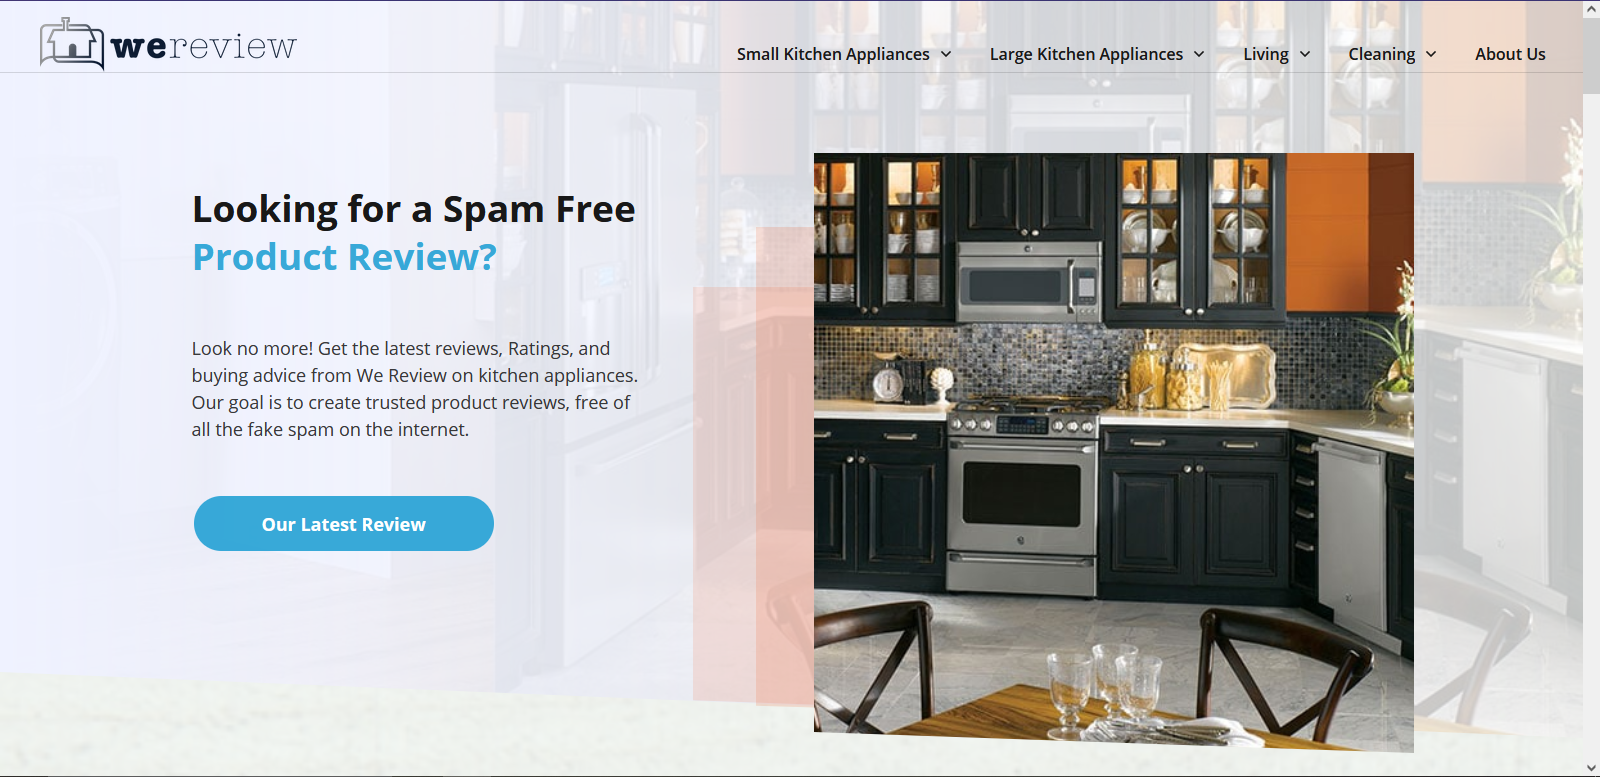 wereview
Small Kitchen Appliances
Large Kitchen Appliances
Living
Cleaning
About Us
Looking for a Spam Free
Product Review?
Look no more! Get the latest reviews, Ratings, and
buying advice from We Review on kitchen appliances.
Our goal is to create trusted product reviews, free of
all the fake spam on the internet.
Our Latest Review